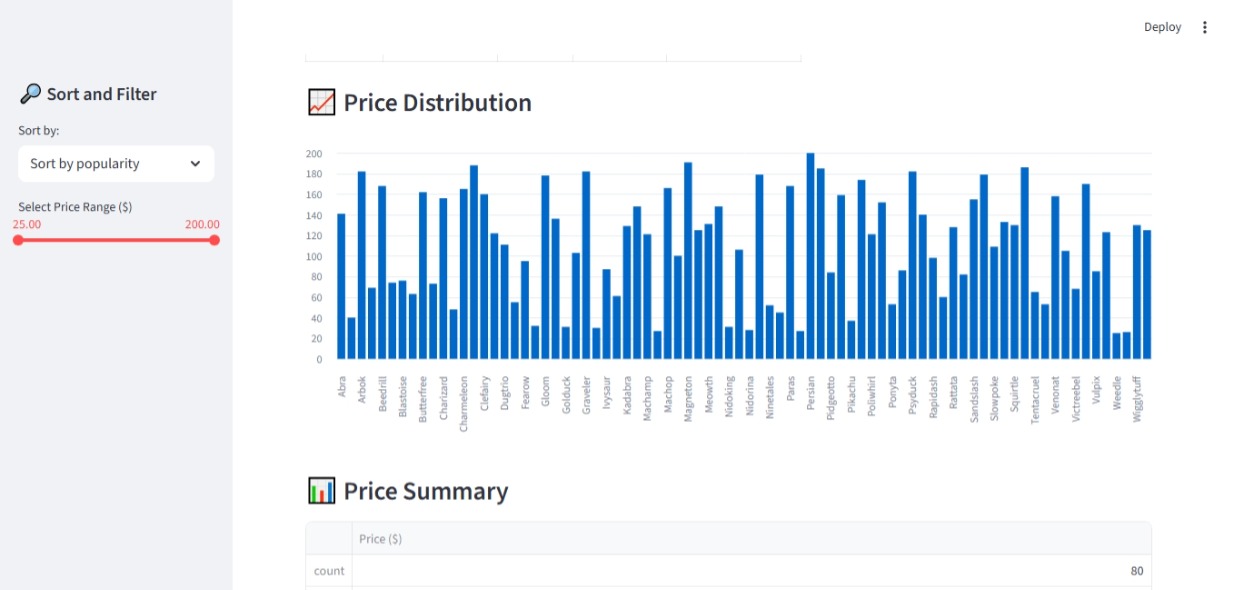 Deploy
Sort and Filter
Sort by:
Sort by popularity
Select Price Range ($)
25.00 200.00
Price Distribution
200
180
160
140
120
100
80
60
40
20
0
Abra
Arbok
Beedrill
Blastoise
Butterfree
Charizard
Charmeleon
Clefairy
Dugtrio
Fearow
Gloom
Golduck
Graveler
Ivysaur
Kadabra
Machamp
Machop
Magneton
Meowth
Nidoking
Nidorina
Ninetales
Paras
Persian
Pidgeotto
Pikachu
Poliwhirl
Ponyta
Psyduck
Rapidash
Rattata
Sandslash
Slowpoke
Squirtle
Tentacruel
Venonat
Victreebel
Vulpix
Weedle
Wigglytuff
Price Summary
Price ($)
count 80